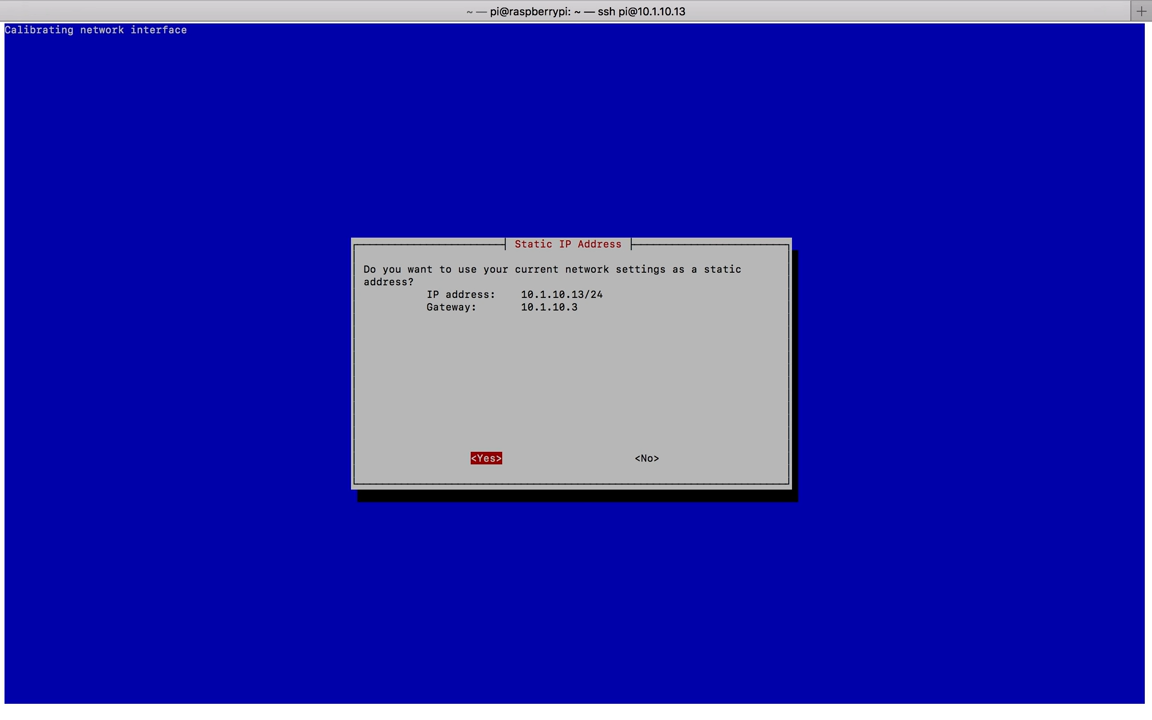 ~ — pi@raspberrypi: ~ — ssh pi@10.1.10.13
+
Calibrating network interface
Static IP Address
Do you want to use your current network settings as a static
address?
IP address: 10.1.10.13/24
Gateway: 10.1.10.3
<Yes> <No>